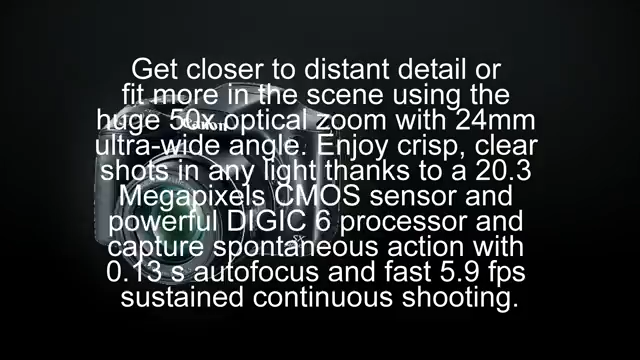 Get closer to distant detail or
fit more in the scene using the
huge 50x optical zoom with 24mm
ultra-wide angle. Enjoy crisp, clear
shots in any light thanks to a 20.3
Megapixels CMOS sensor and
powerful DIGIC 6 processor and
capture spontaneous action with
0.13 s autofocus and fast 5.9 fps
sustained continuous shooting.
Canon
SX